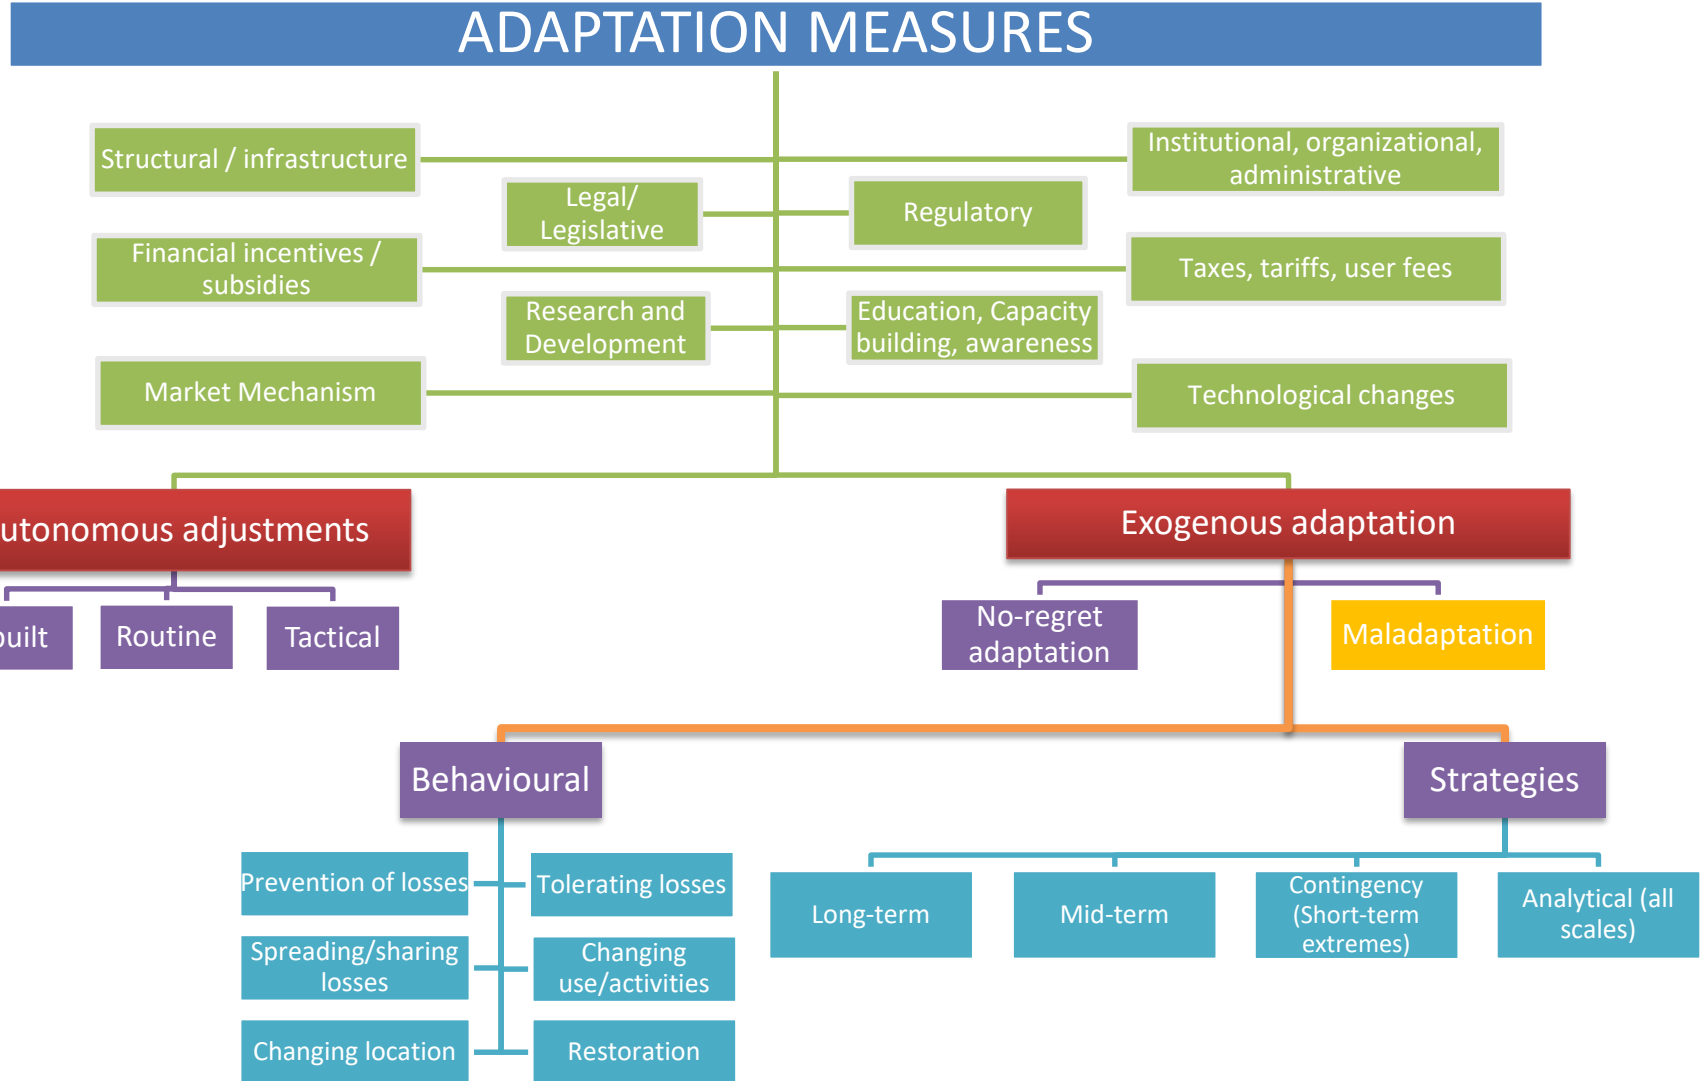 ADAPTATION MEASURES
Structural / infrastructure
Institutional, organizational,
administrative
Legal/
Legislative
Regulatory
Financial incentives /
subsidies
Taxes, tariffs, user fees
Research and
Development
Education, Capacity
building, awareness
Market Mechanism
Technological changes
utonomous adjustments
Exogenous adaptation
built
Routine
Tactical
No-regret
adaptation
Maladaptation
Behavioural
Strategies
Prevention of losses
Tolerating losses
Spreading/sharing
losses
Changing
use/activities
Changing location
Restoration
Long-term
Mid-term
Contingency
(Short-term
extremes)
Analytical (all
scales)